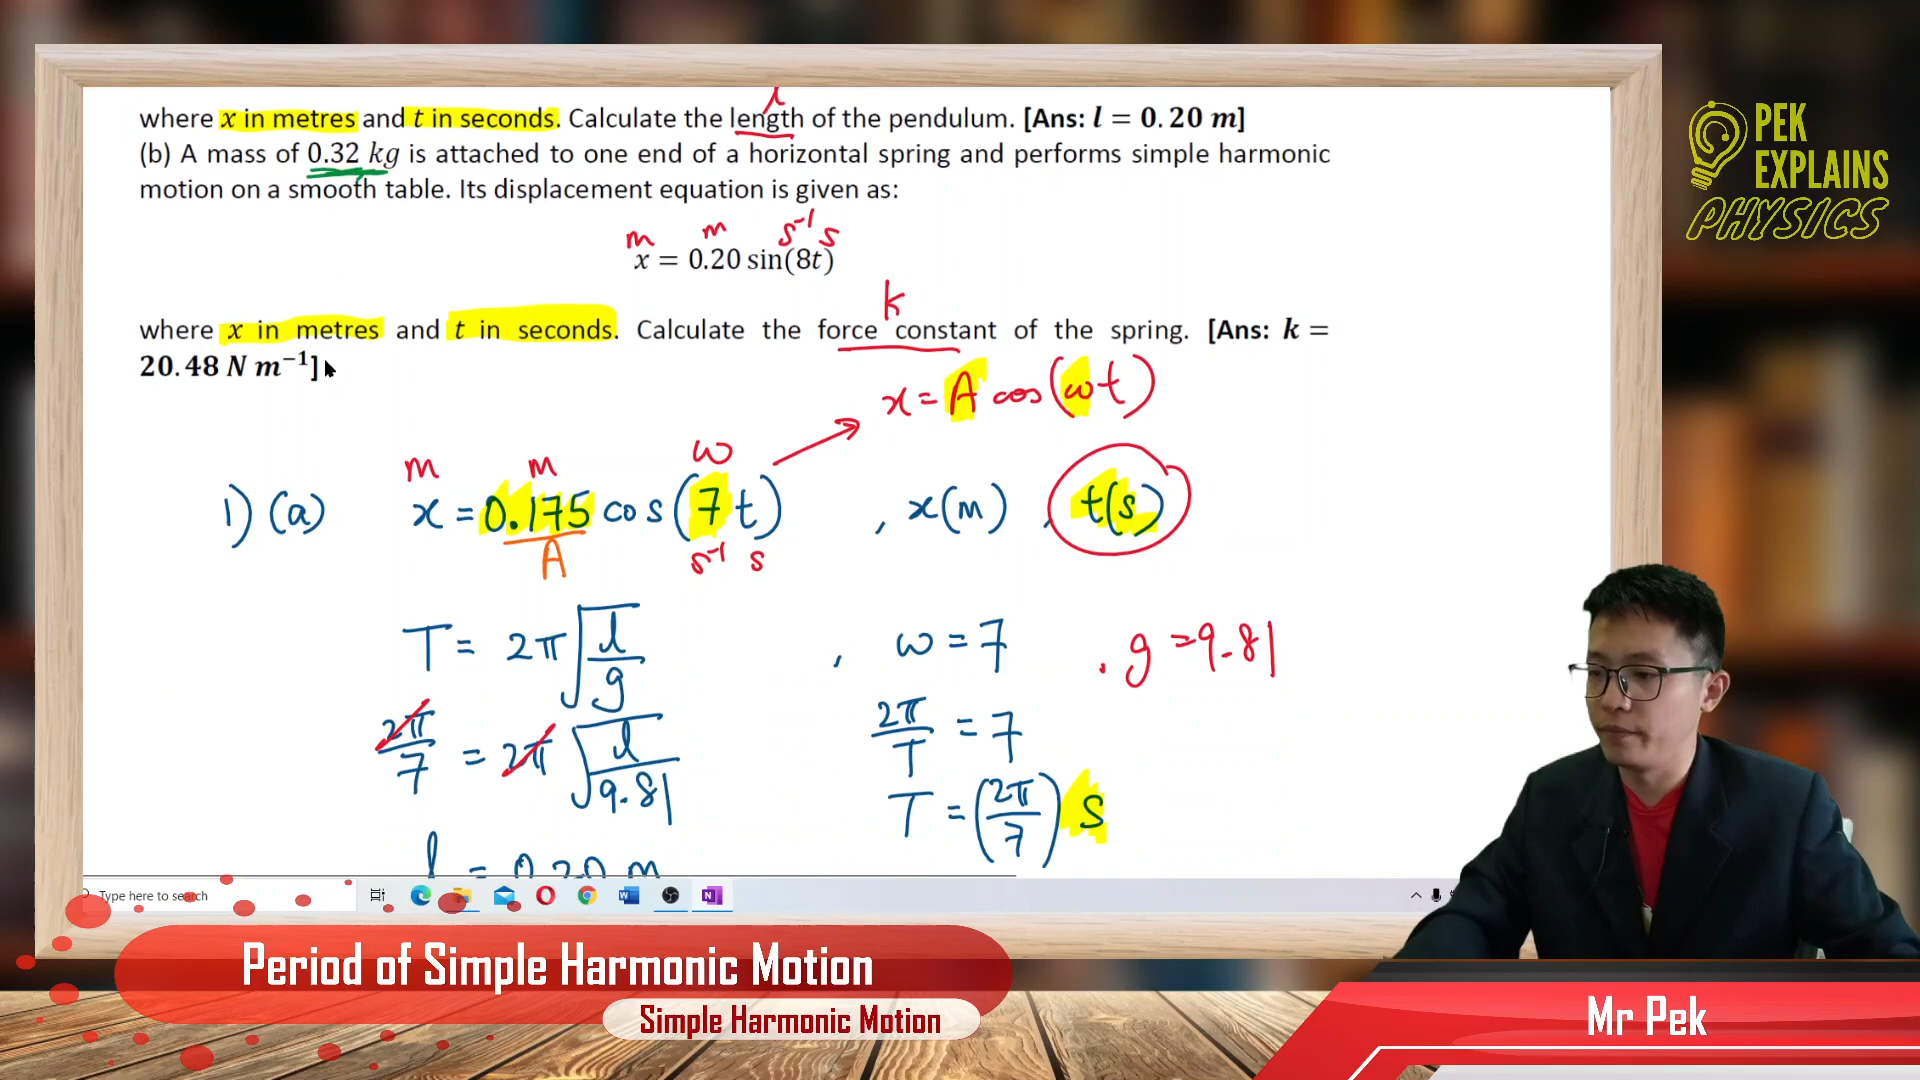 where x in metres and t in seconds. Calculate the length of the pendulum. [Ans: l = 0.20 m]
l
(b) A mass of 0.32 kg is attached to one end of a horizontal spring and performs simple harmonic
motion on a smooth table. Its displacement equation is given as:
m m s⁻¹ s
x = 0.20 sin(8t)
k
where x in metres and t in seconds. Calculate the force constant of the spring. [Ans: k =
20.48 N m⁻¹]
x = A cos(ωt)
m m ω
1) (a) x = 0.175 cos(7t) , x(m) , t(s)
A s⁻¹ s
T = 2π√(l/g) , ω = 7 , g = 9.81
2π/7 = 2π√(l/9.81) 2π/T = 7
T = (2π/7) s
l = 0.20 m
Type here to search
PEK
EXPLAINS
PHYSICS
Period of Simple Harmonic Motion
Simple Harmonic Motion
Mr Pek